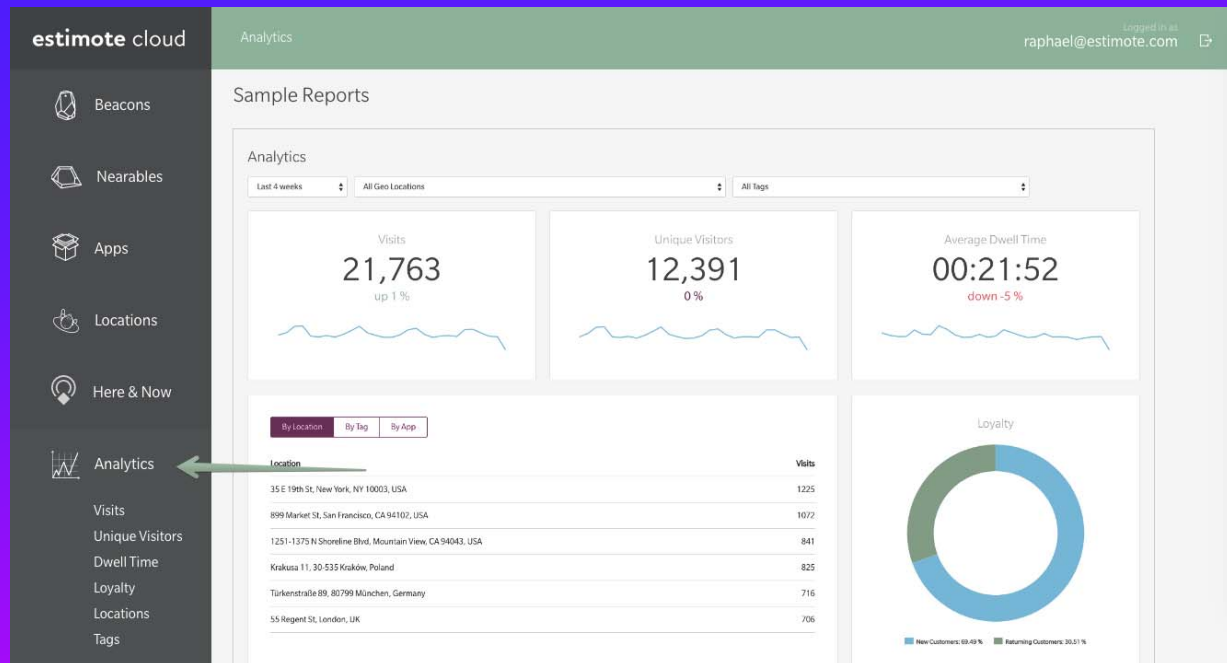 estimote cloud
Analytics
Logged in as
raphael@estimote.com
Beacons
Nearables
Apps
Locations
Here & Now
Analytics
Visits
Unique Visitors
Dwell Time
Loyalty
Locations
Tags
Sample Reports
Analytics
Last 4 weeks
All Geo Locations
All Tags
Visits
21,763
up 1 %
Unique Visitors
12,391
0 %
Average Dwell Time
00:21:52
down -5 %
By Location
By Tag
By App
Location Visits
35 E 19th St, New York, NY 10003, USA 1225
899 Market St, San Francisco, CA 94102, USA 1072
1251-1375 N Shoreline Blvd, Mountain View, CA 94043, USA 841
Krakusa 11, 30-535 Kraków, Poland 825
Türkenstraße 89, 80799 München, Germany 716
55 Regent St, London, UK 706
Loyalty
New Customers: 69.49 % Returning Customers: 30.51 %